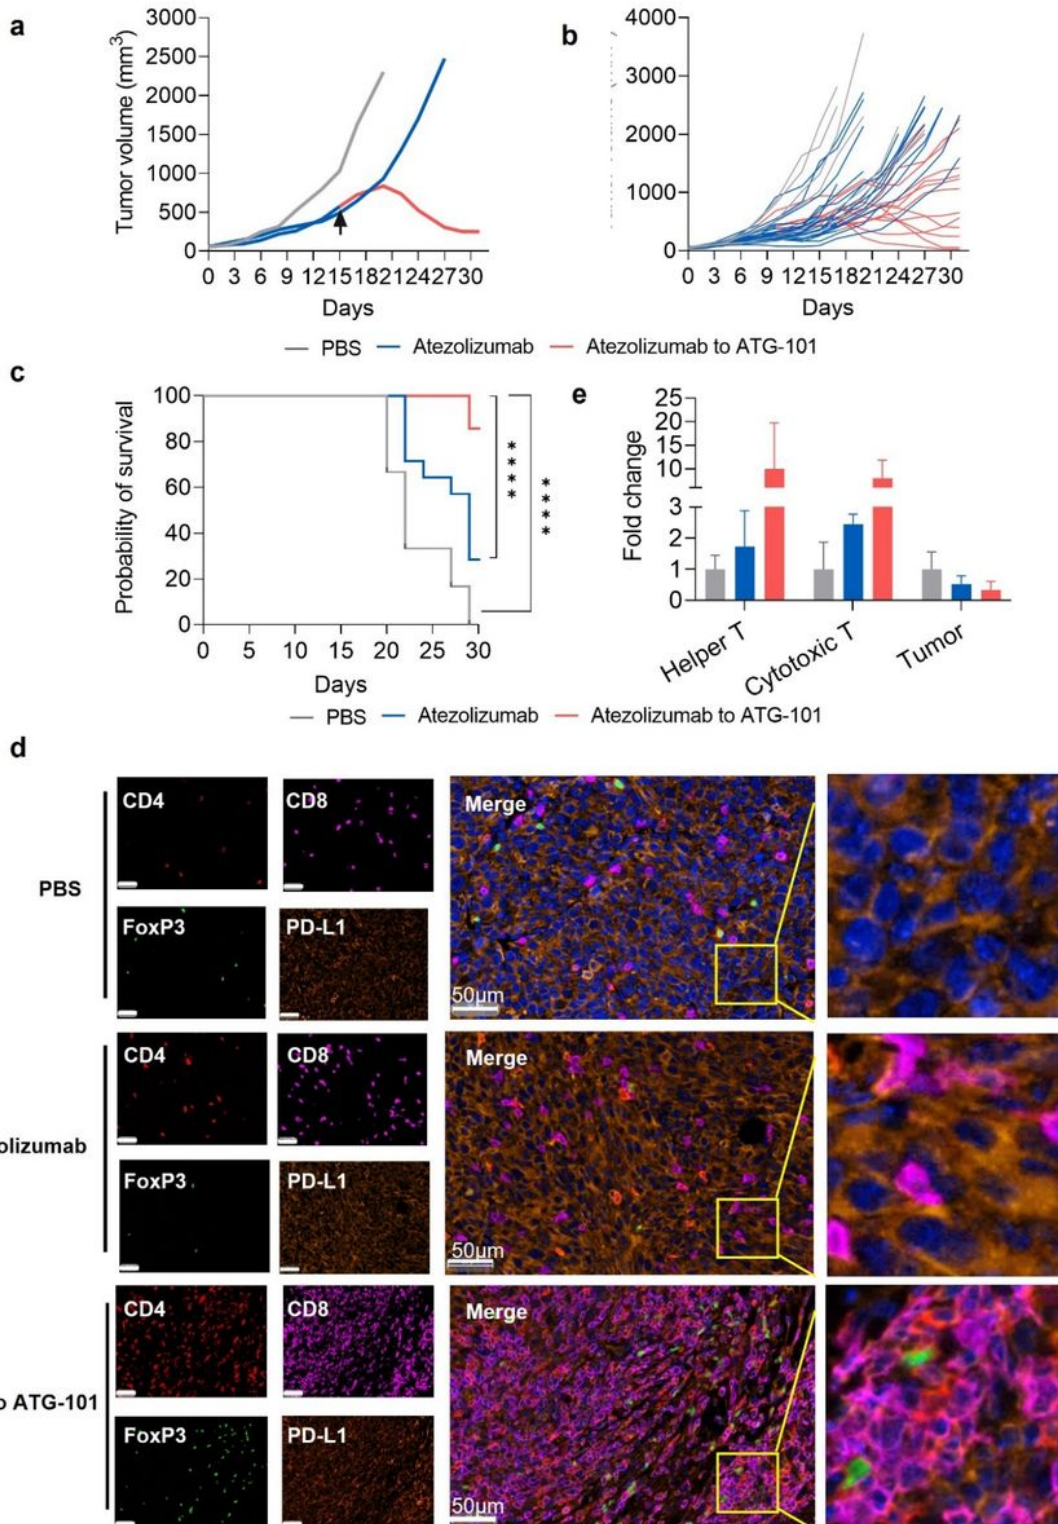 a
Tumor volume (mm³)
3000
2500
2000
1500
1000
500
0
0 3 6 9 12 15 18 21 24 27 30
Days
b
4000
3000
2000
1000
0
0 3 6 9 12 15 18 21 24 27 30
Days
PBS Atezolizumab Atezolizumab to ATG-101
c
Probability of survival
100
80
60
40
20
0
0 5 10 15 20 25 30
Days
****
****
e
Fold change
25
20
15
10
3
2
1
0
Helper T
Cytotoxic T
Tumor
PBS Atezolizumab Atezolizumab to ATG-101
d
PBS
CD4
CD8
Merge
FoxP3
PD-L1
50μm
olizumab
CD4
CD8
Merge
FoxP3
PD-L1
50μm
o ATG-101
CD4
CD8
Merge
FoxP3
PD-L1
50μm